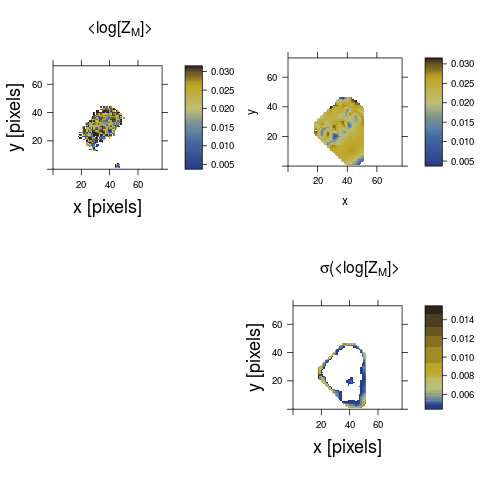 <log[Z_M]>
y [pixels]
60
40
20
20 40 60
x [pixels]
0.030
0.025
0.020
0.015
0.010
0.005
y
60
40
20
20 40 60
x
0.030
0.025
0.020
0.015
0.010
0.005
σ(<log[Z_M]>
y [pixels]
60
40
20
20 40 60
x [pixels]
0.014
0.012
0.010
0.008
0.006